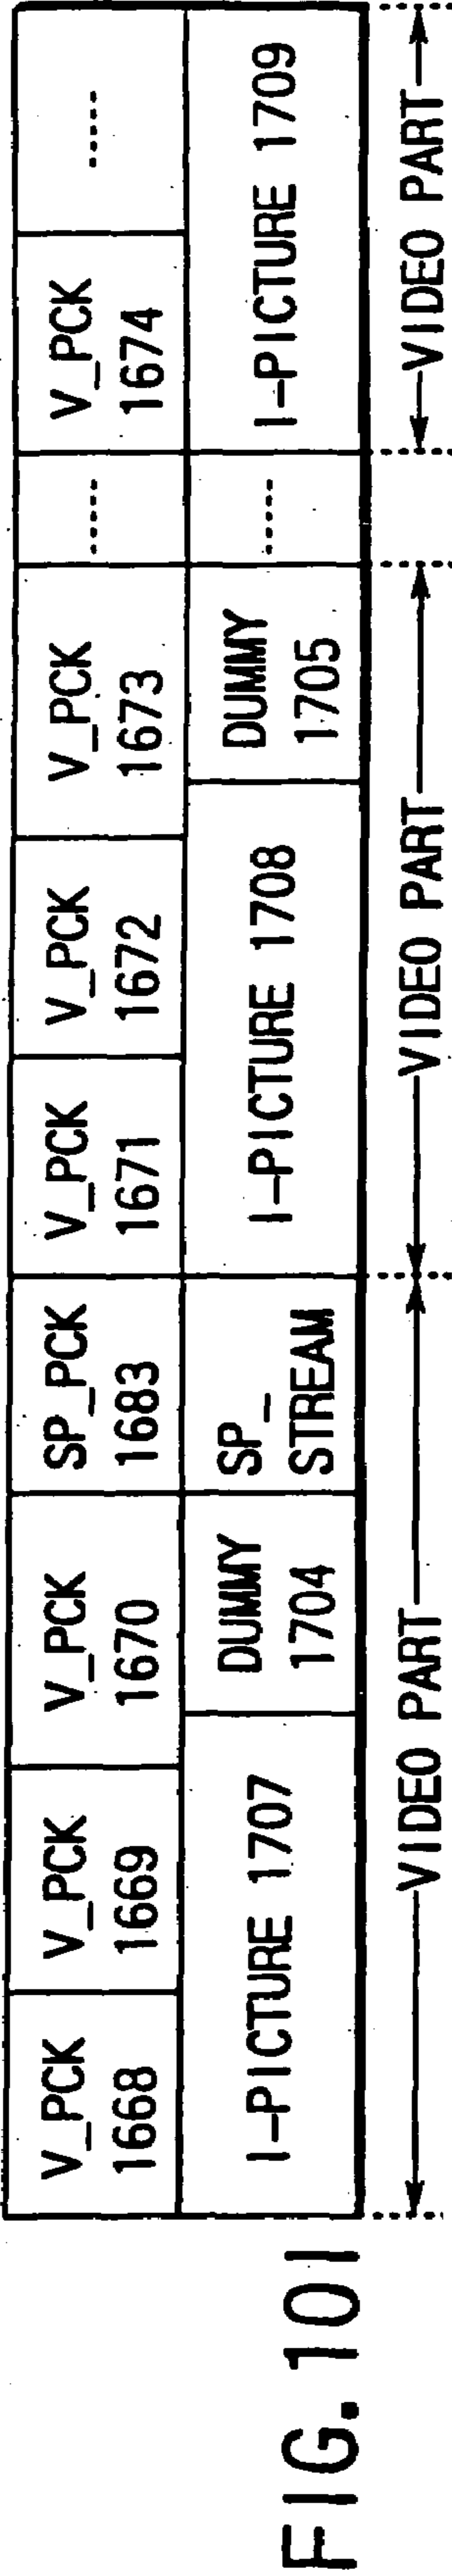 FIG. 10I
V_PCK
1668
V_PCK
1669
V_PCK
1670
SP_PCK
1683
V_PCK
1671
V_PCK
1672
V_PCK
1673
-----
V_PCK
1674
-----
I-PICTURE 1707
DUMMY
1704
SP_
STREAM
I-PICTURE 1708
DUMMY
1705
-----
I-PICTURE 1709
VIDEO PART
VIDEO PART
VIDEO PART